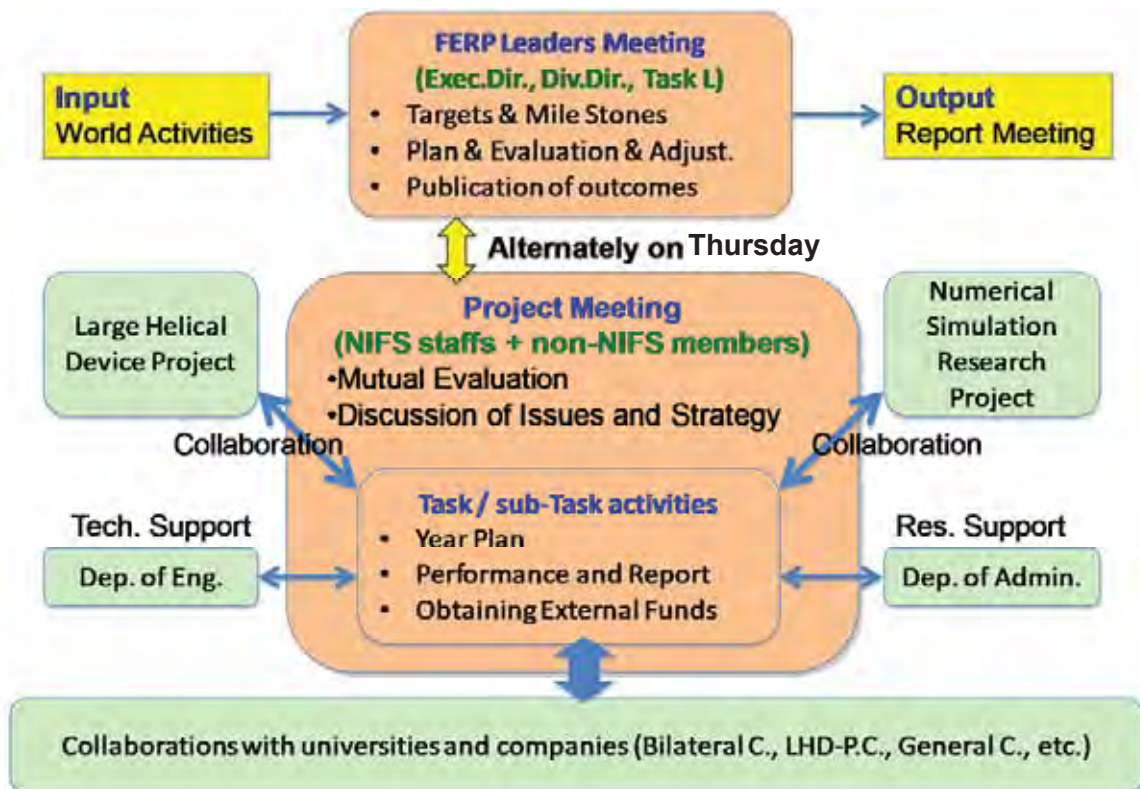 FERP Leaders Meeting
(Exec.Dir., Div.Dir., Task L)
• Targets & Mile Stones
• Plan & Evaluation & Adjust.
• Publication of outcomes
Input
World Activities
Output
Report Meeting
Alternately on Thursday
Project Meeting
(NIFS staffs + non-NIFS members)
•Mutual Evaluation
•Discussion of Issues and Strategy
Large Helical
Device Project
Numerical
Simulation
Research
Project
Collaboration
Collaboration
Task / sub-Task activities
• Year Plan
• Performance and Report
• Obtaining External Funds
Tech. Support
Dep. of Eng.
Res. Support
Dep. of Admin.
Collaborations with universities and companies (Bilateral C., LHD-P.C., General C., etc.)